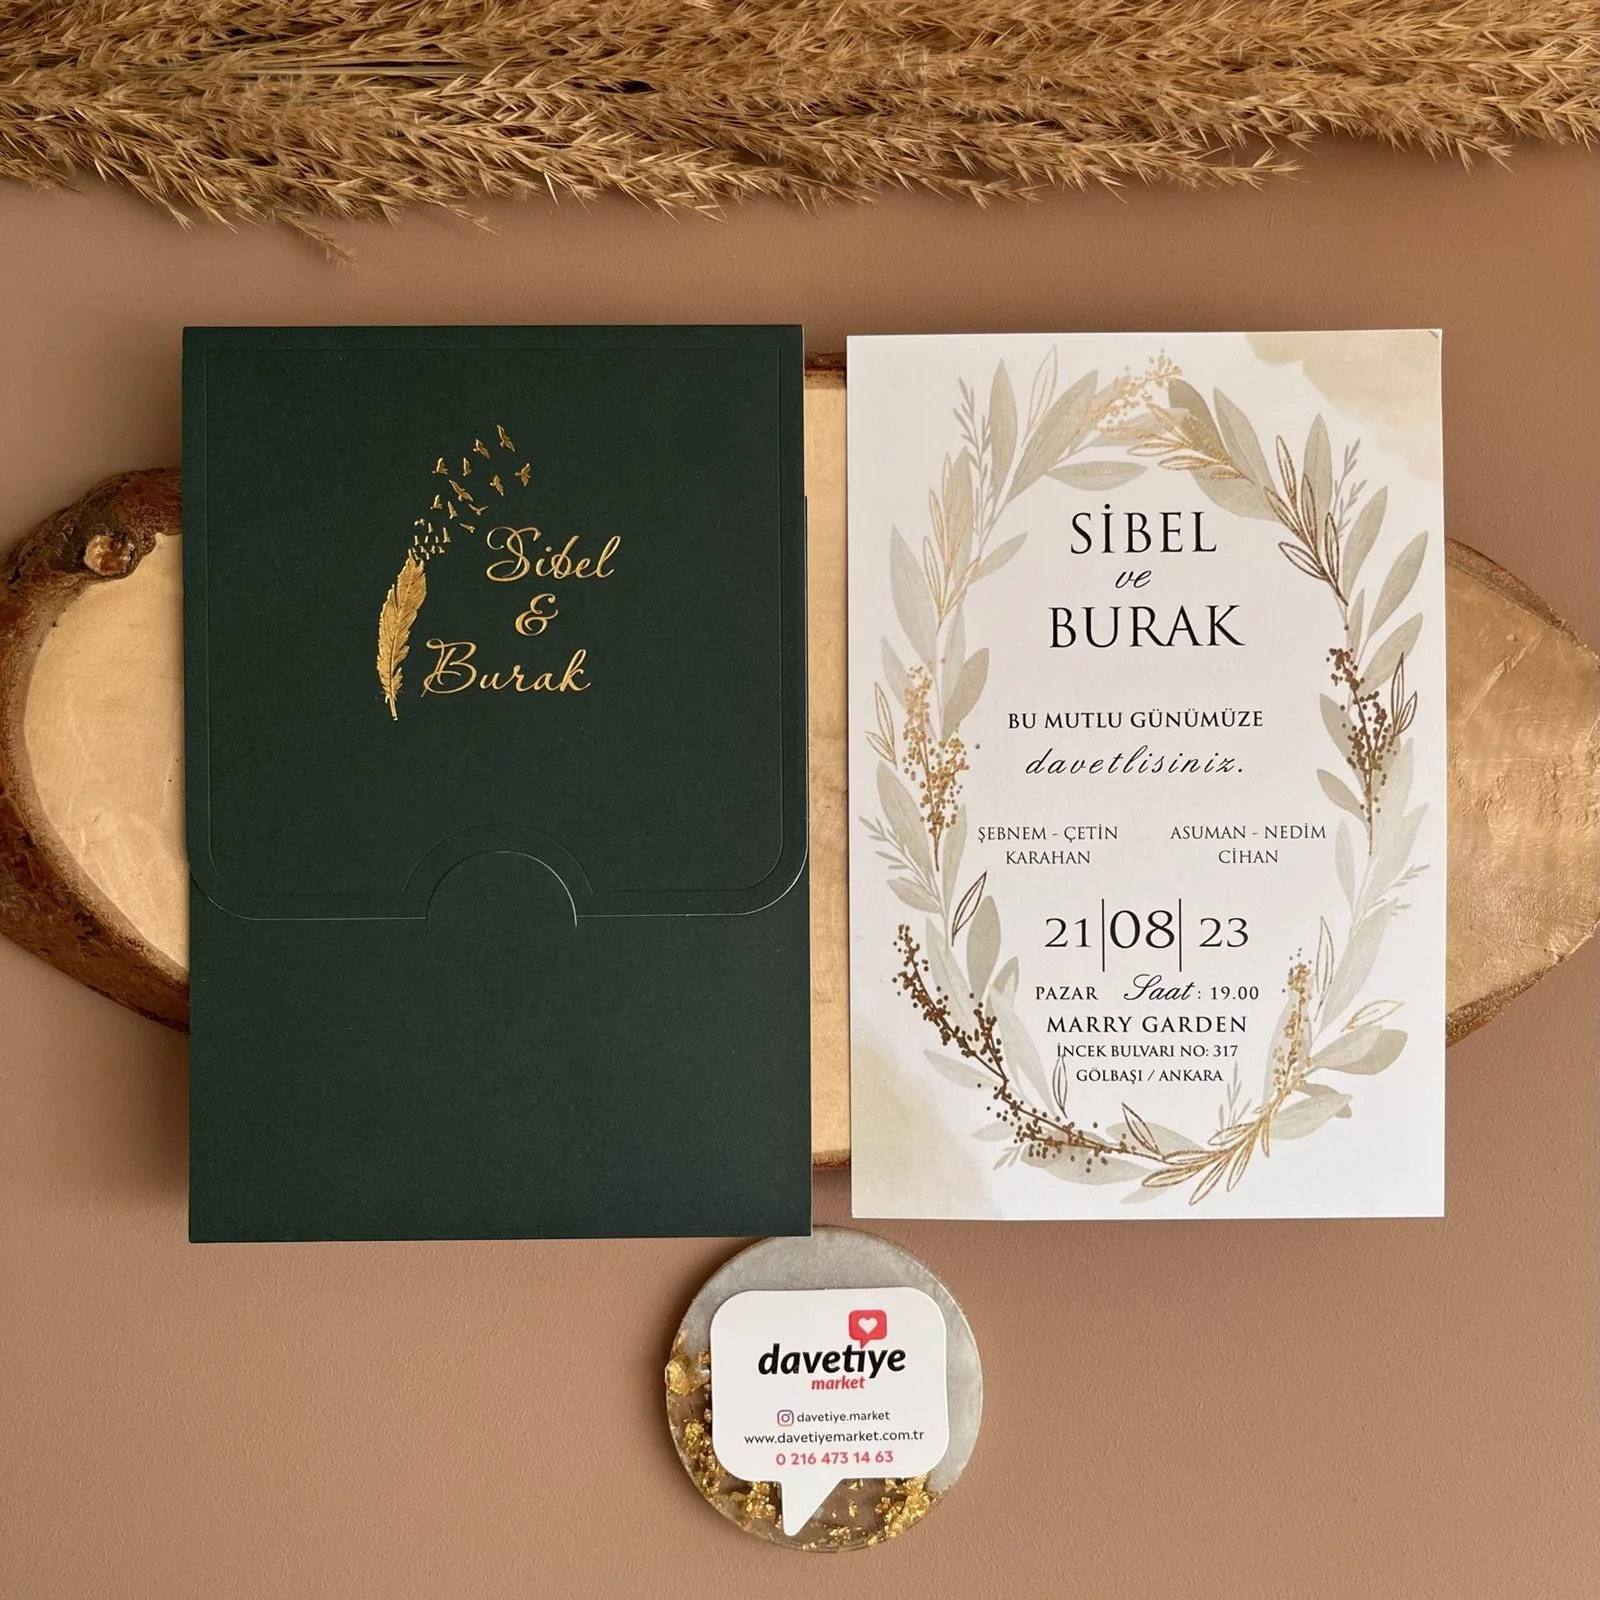 Sibel
&
Burak
SİBEL
ve
BURAK
BU MUTLU GÜNÜMÜZE
davetlisiniz.
ŞEBNEM - ÇETİN
KARAHAN
ASUMAN - NEDİM
CİHAN
21|08|23
PAZAR Saat : 19.00
MARRY GARDEN
İNCEK BULVARI NO: 317
GÖLBAŞI / ANKARA
davetiye
market
davetiye.market
www.davetiyemarket.com.tr
0 216 473 14 63